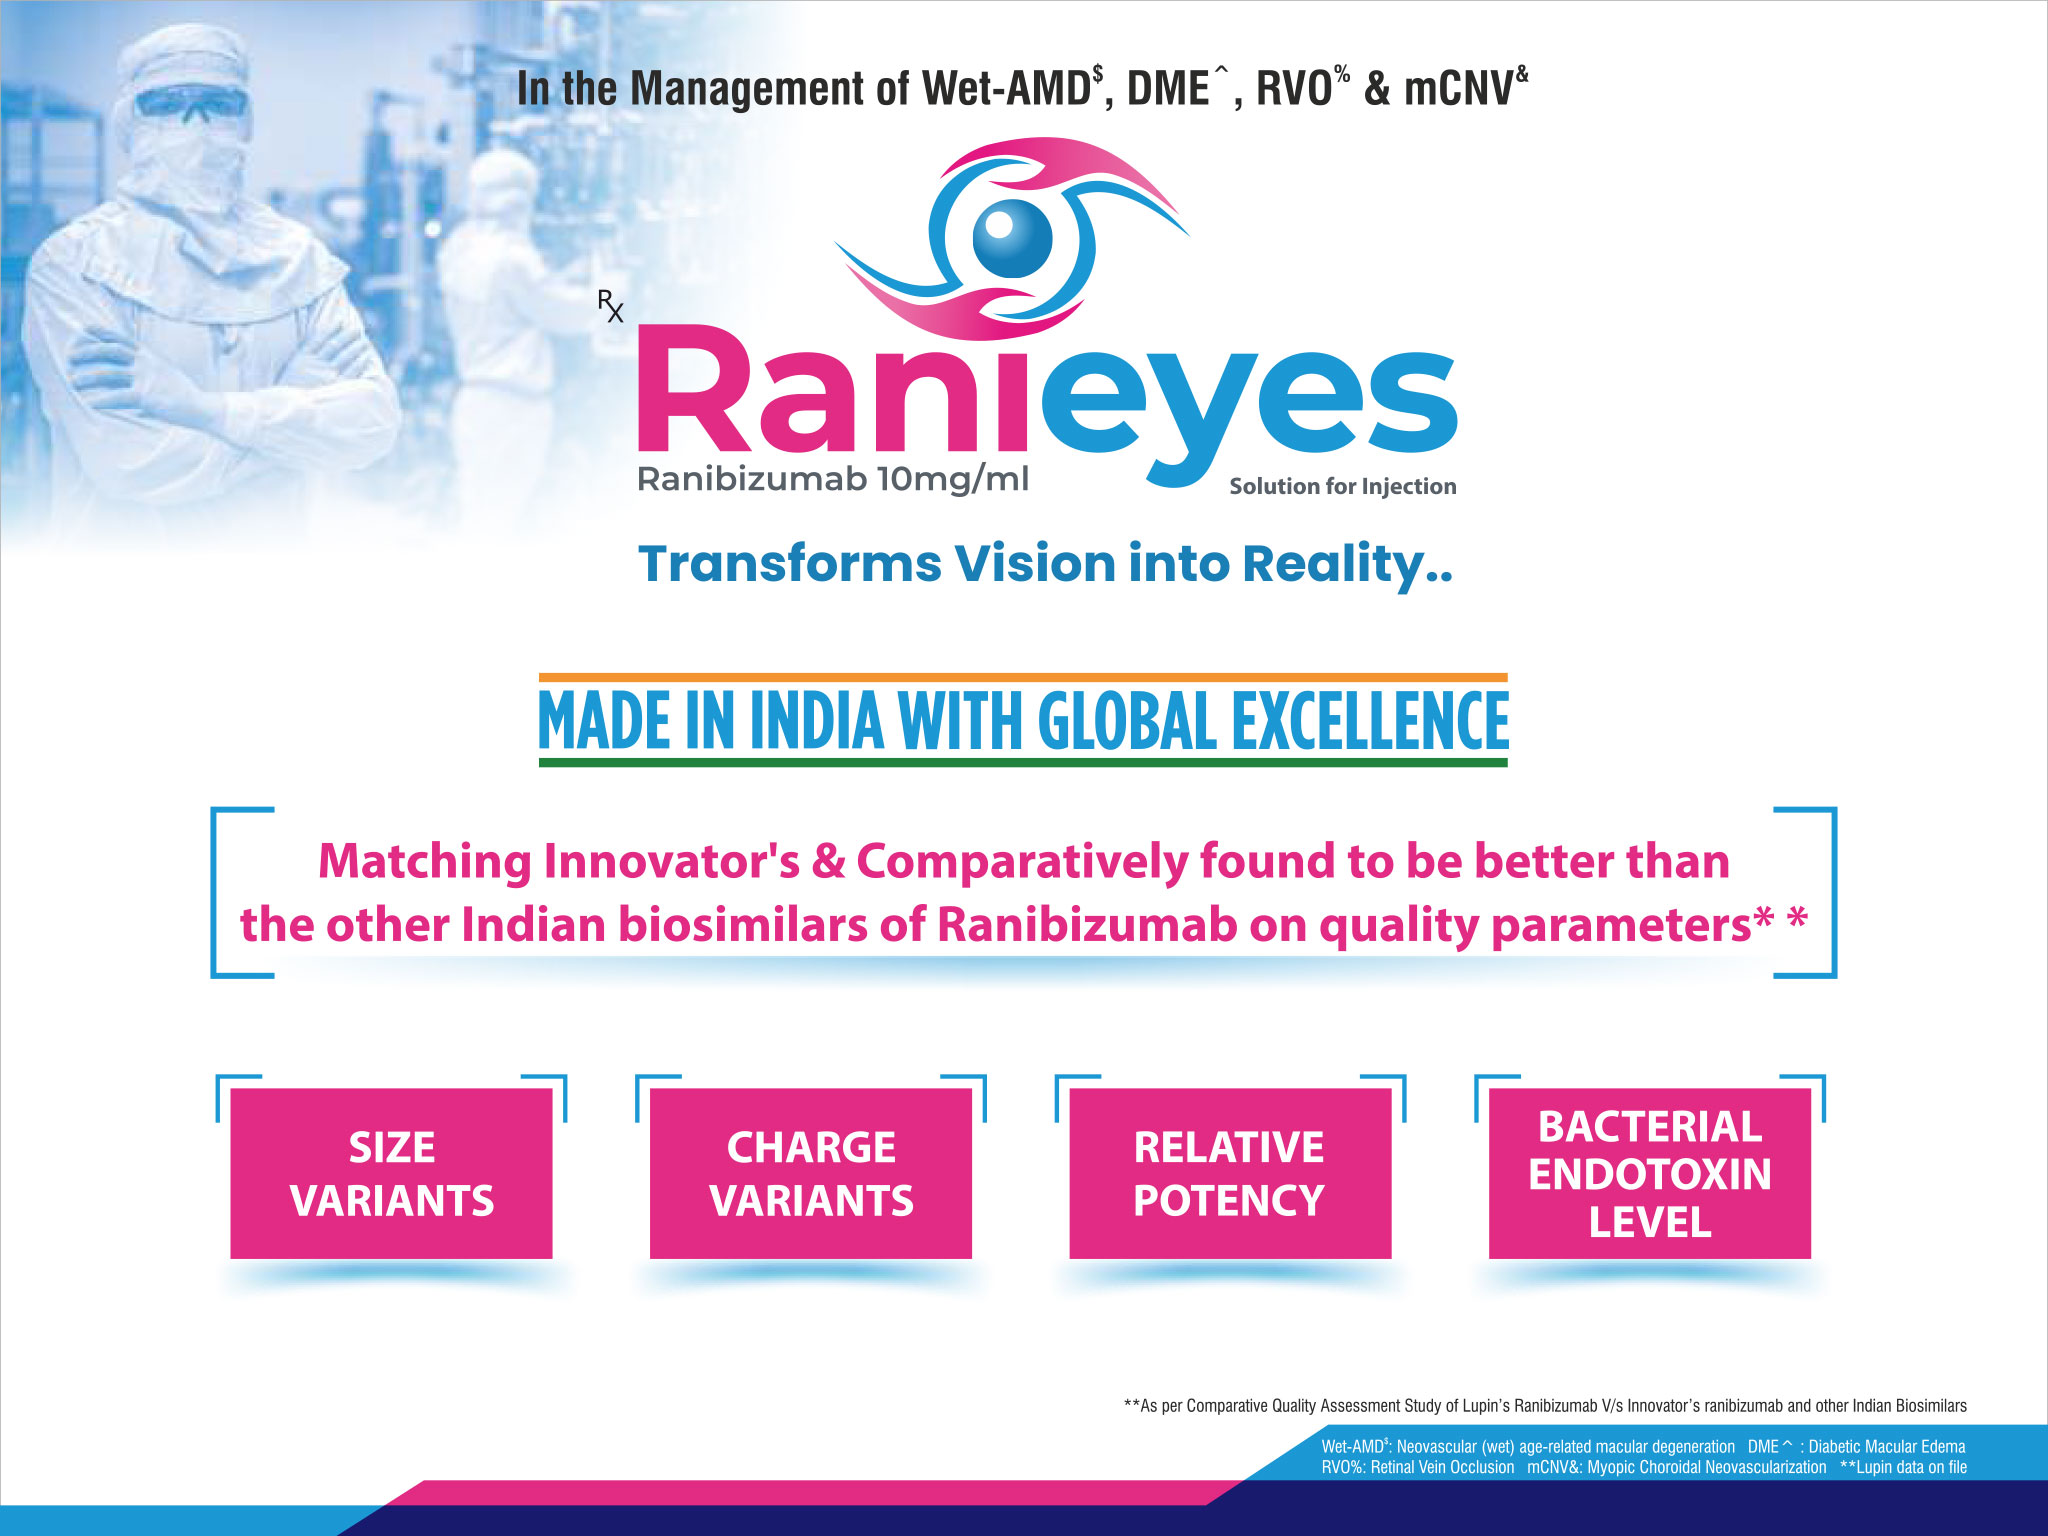 In the Management of Wet-AMD$, DME^, RVO% & mCNV&
Rx
Ranieyes
Ranibizumab 10mg/ml
Solution for Injection
Transforms Vision into Reality..
MADE IN INDIA WITH GLOBAL EXCELLENCE
Matching Innovator's & Comparatively found to be better than
the other Indian biosimilars of Ranibizumab on quality parameters* *
SIZE
VARIANTS
CHARGE
VARIANTS
RELATIVE
POTENCY
BACTERIAL
ENDOTOXIN
LEVEL
**As per Comparative Quality Assessment Study of Lupin's Ranibizumab V/s Innovator's ranibizumab and other Indian Biosimilars
Wet-AMD$: Neovascular (wet) age-related macular degeneration DME^ : Diabetic Macular Edema
RVO%: Retinal Vein Occlusion mCNV&: Myopic Choroidal Neovascularization **Lupin data on file